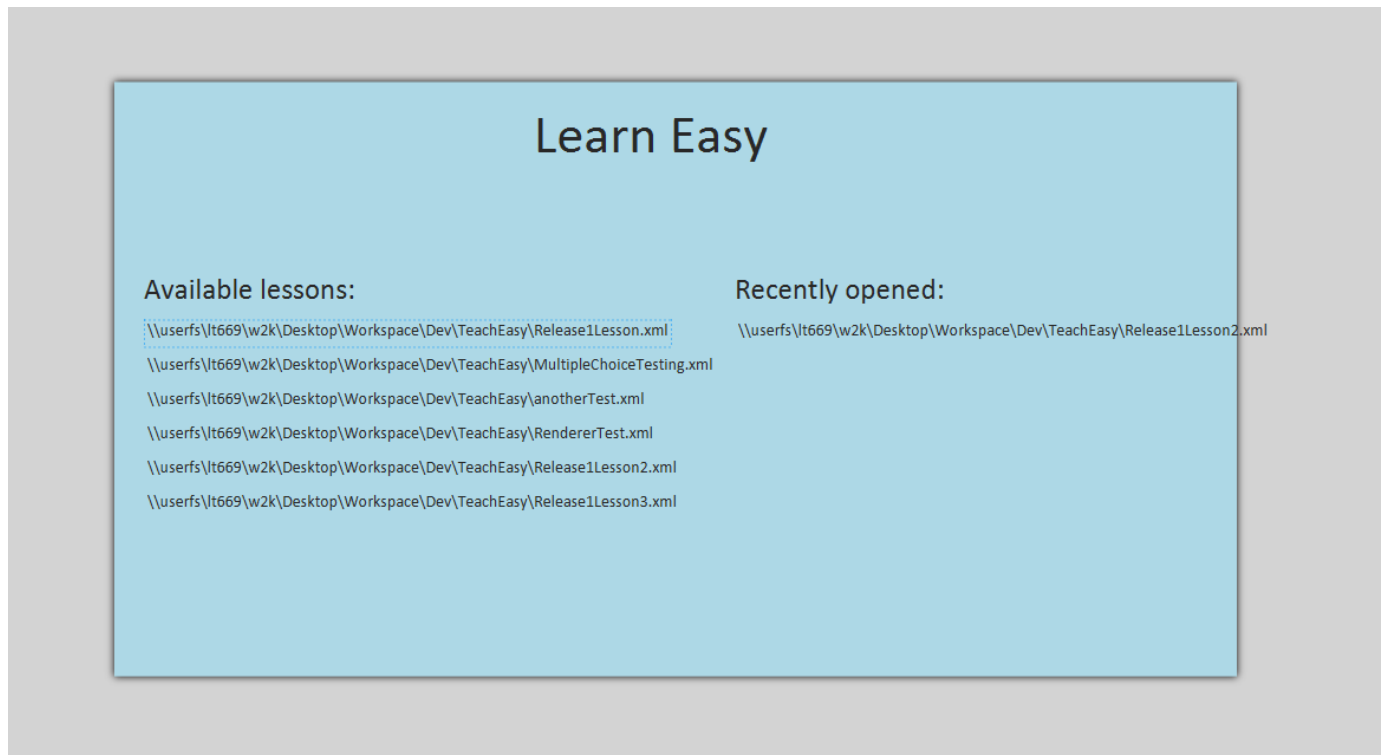 Learn Easy
Available lessons:
\\userfs\lt669\w2k\Desktop\Workspace\Dev\TeachEasy\Release1Lesson.xml
\\userfs\lt669\w2k\Desktop\Workspace\Dev\TeachEasy\MultipleChoiceTesting.xml
\\userfs\lt669\w2k\Desktop\Workspace\Dev\TeachEasy\anotherTest.xml
\\userfs\lt669\w2k\Desktop\Workspace\Dev\TeachEasy\RendererTest.xml
\\userfs\lt669\w2k\Desktop\Workspace\Dev\TeachEasy\Release1Lesson2.xml
\\userfs\lt669\w2k\Desktop\Workspace\Dev\TeachEasy\Release1Lesson3.xml
Recently opened:
\\userfs\lt669\w2k\Desktop\Workspace\Dev\TeachEasy\Release1Lesson2.xml